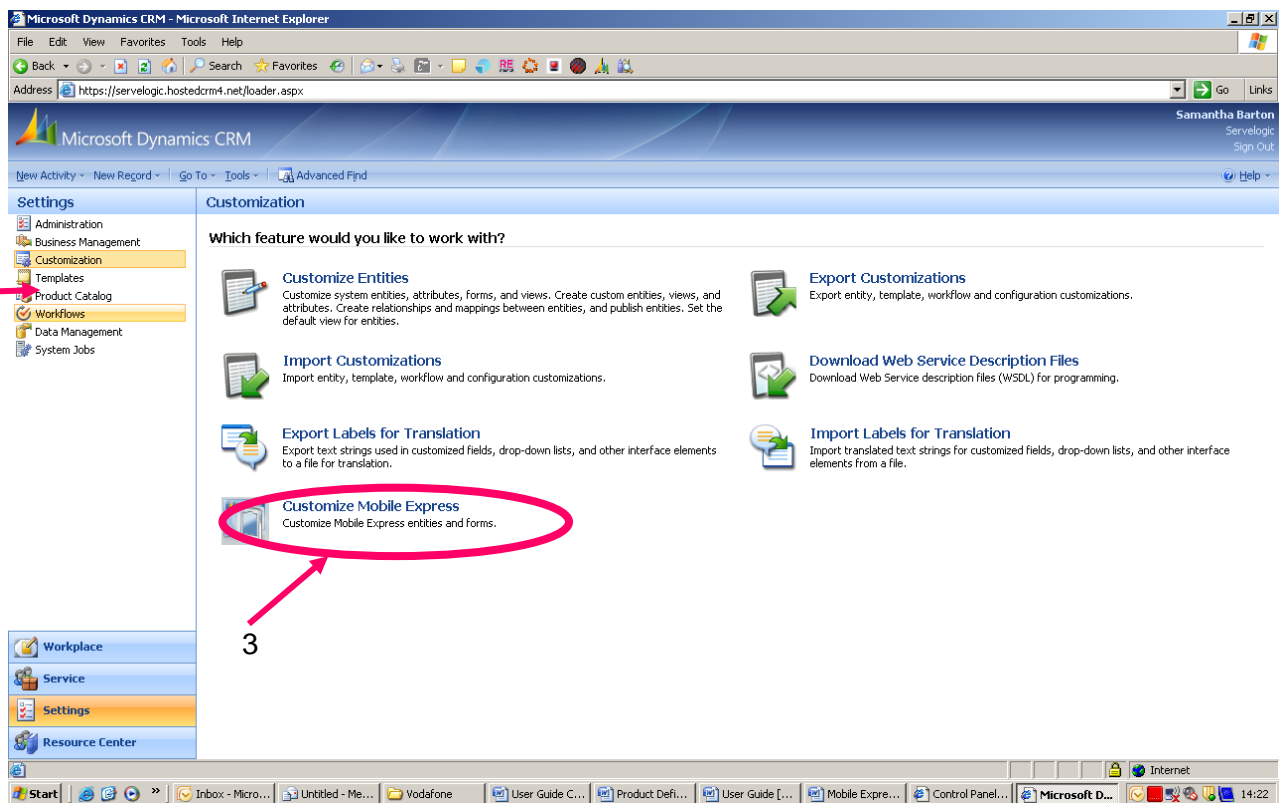 Microsoft Dynamics CRM - Microsoft Internet Explorer
File Edit View Favorites Tools Help
Back Search Favorites
Address https://servelogic.hostedcrm4.net/loader.aspx Go Links
Microsoft Dynamics CRM
Samantha Barton
Servelogic
Sign Out
New Activity New Record Go To Tools Advanced Find Help
Settings
Administration
Business Management
Customization
Templates
Product Catalog
Workflows
Data Management
System Jobs
Customization
Which feature would you like to work with?
Customize Entities
Customize system entities, attributes, forms, and views. Create custom entities, views, and
attributes. Create relationships and mappings between entities, and publish entities. Set the
default view for entities.
Export Customizations
Export entity, template, workflow and configuration customizations.
Import Customizations
Import entity, template, workflow and configuration customizations.
Download Web Service Description Files
Download Web Service description files (WSDL) for programming.
Export Labels for Translation
Export text strings used in customized fields, drop-down lists, and other interface elements
to a file for translation.
Import Labels for Translation
Import translated text strings for customized fields, drop-down lists, and other interface
elements from a file.
Customize Mobile Express
Customize Mobile Express entities and forms.
3
Workplace
Service
Settings
Resource Center
Internet
Start » Inbox - Micro... Untitled - Me... Vodafone User Guide C... Product Defi... User Guide [... Mobile Expre... Control Panel... Microsoft D... 14:22